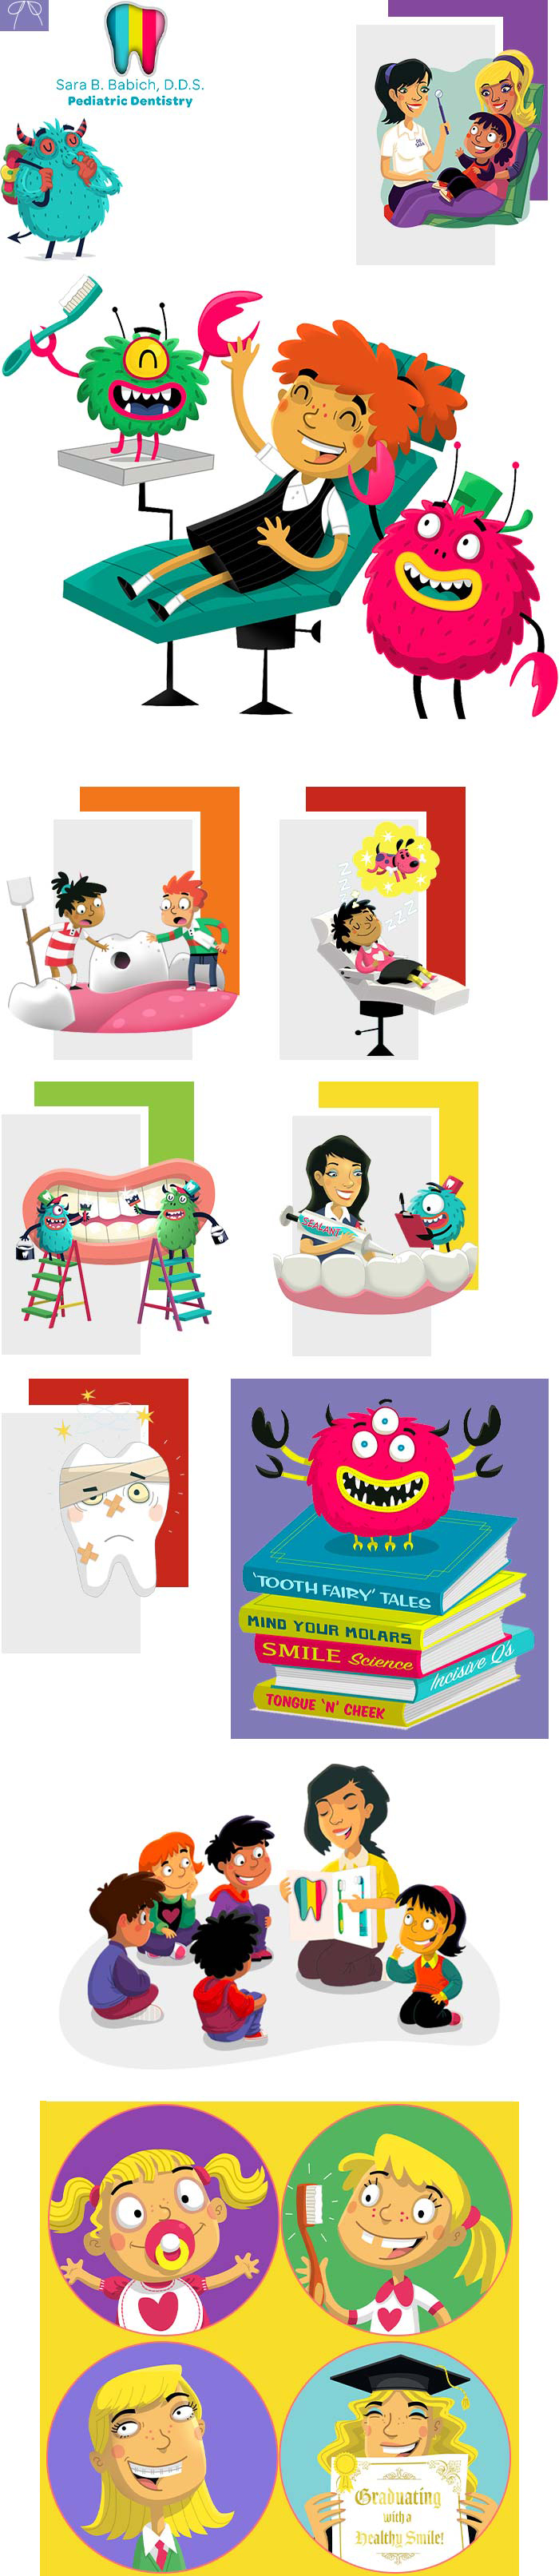 Sara B. Babich, D.D.S.
Pediatric Dentistry
Z
Z
Z
ZZZ
SEALANT
'TOOTH FAIRY' TALES
MIND YOUR MOLARS
SMILE Science
Incisive Q's
TONGUE 'N' CHEEK
Graduating
with a
Healthy Smile!